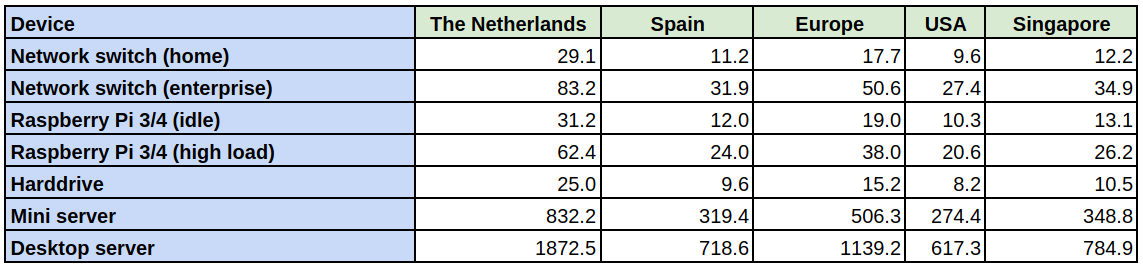 Device The Netherlands Spain Europe USA Singapore
Network switch (home) 29.1 11.2 17.7 9.6 12.2
Network switch (enterprise) 83.2 31.9 50.6 27.4 34.9
Raspberry Pi 3/4 (idle) 31.2 12.0 19.0 10.3 13.1
Raspberry Pi 3/4 (high load) 62.4 24.0 38.0 20.6 26.2
Harddrive 25.0 9.6 15.2 8.2 10.5
Mini server 832.2 319.4 506.3 274.4 348.8
Desktop server 1872.5 718.6 1139.2 617.3 784.9